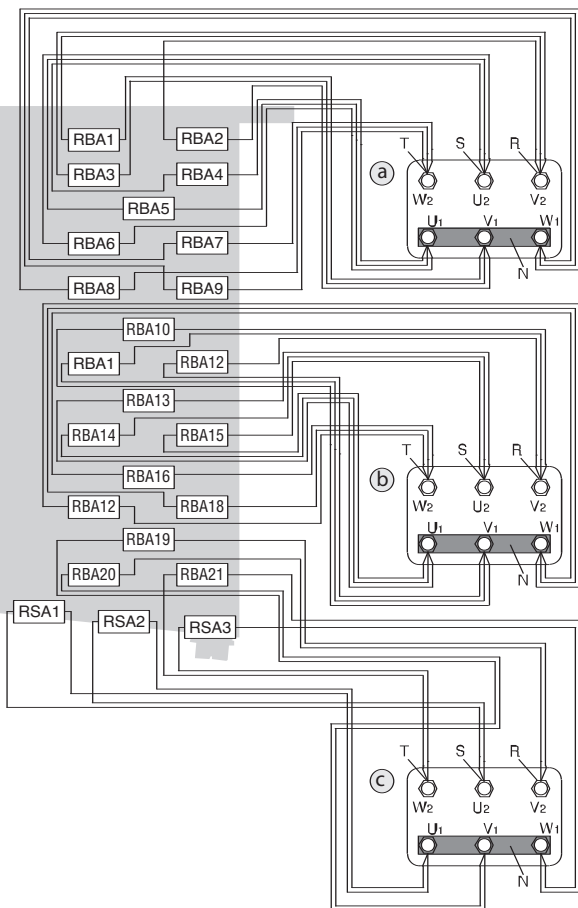 RBA1 RBA2
RBA3 RBA4
RBA5
RBA6 RBA7
RBA8 RBA9
a
T S R
W2 U2 V2
U1 V1 W1
N
RBA10
RBA1 RBA12
RBA13
RBA14 RBA15
RBA16
RBA12 RBA18
b
T S R
W2 U2 V2
U1 V1 W1
N
RBA19
RBA20 RBA21
RSA1 RSA2 RSA3
c
T S R
W2 U2 V2
U1 V1 W1
N